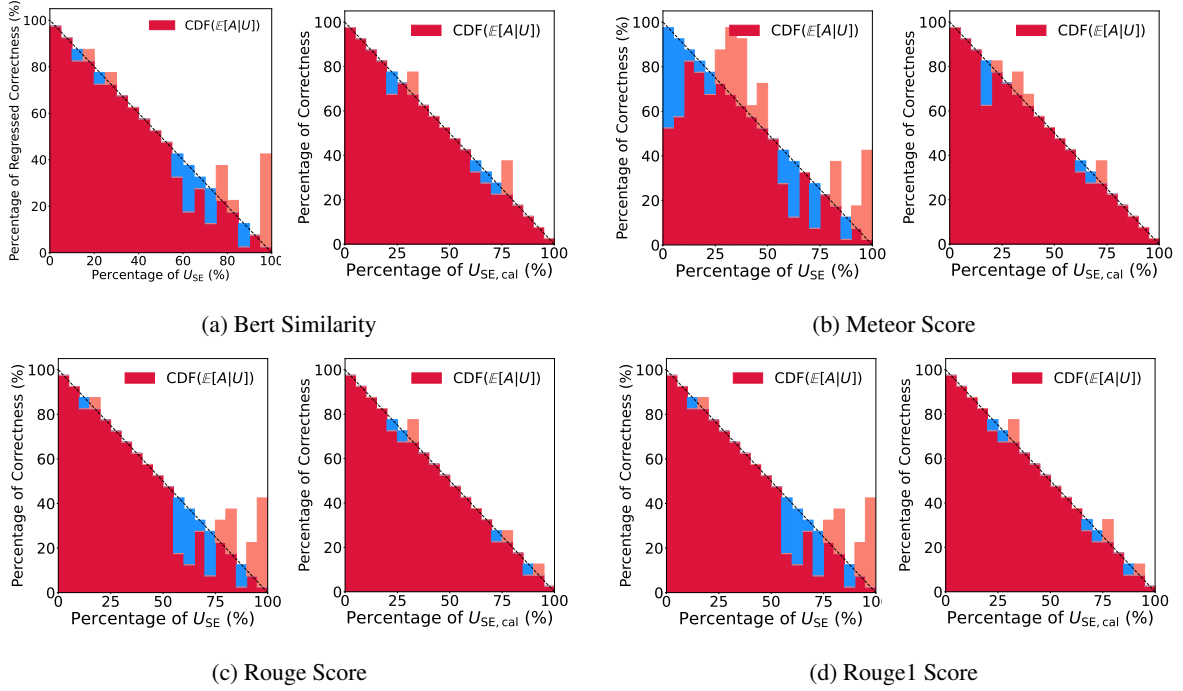 Percentage of Regressed Correctness (%)
100
80
60
40
20
0
CDF(𝔼[A|U])
0 20 40 60 80 100
Percentage of U_SE (%)
Percentage of Correctness
100
80
60
40
20
0
CDF(𝔼[A|U])
0 25 50 75 100
Percentage of U_SE, cal (%)
(a) Bert Similarity
Percentage of Correctness (%)
100
80
60
40
20
0
CDF(𝔼[A|U])
0 25 50 75 100
Percentage of U_SE (%)
Percentage of Correctness
100
80
60
40
20
0
CDF(𝔼[A|U])
0 25 50 75 100
Percentage of U_SE, cal (%)
(b) Meteor Score
Percentage of Correctness (%)
100
80
60
40
20
0
CDF(𝔼[A|U])
0 25 50 75 100
Percentage of U_SE (%)
Percentage of Correctness
100
80
60
40
20
0
CDF(𝔼[A|U])
0 25 50 75 100
Percentage of U_SE, cal (%)
(c) Rouge Score
Percentage of Correctness (%)
100
80
60
40
20
0
CDF(𝔼[A|U])
0 25 50 75 100
Percentage of U_SE (%)
Percentage of Correctness
100
80
60
40
20
0
CDF(𝔼[A|U])
0 25 50 75 100
Percentage of U_SE, cal (%)
(d) Rouge1 Score